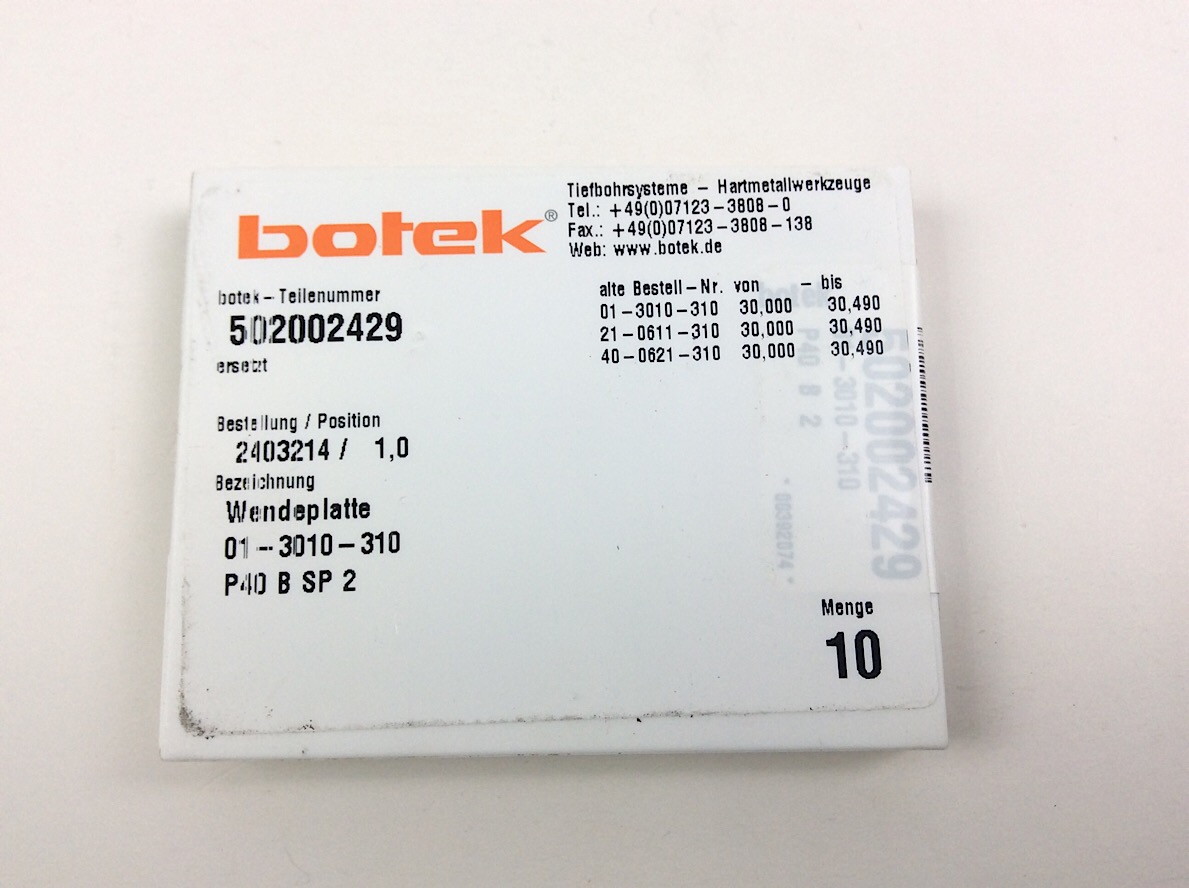 botek®
Tiefbohrsysteme – Hartmetallwerkzeuge
Tel.: +49(0)07123–3808–0
Fax.: +49(0)07123–3808–138
Web: www.botek.de
botek–Teilenummer
502002429
ersetzt
alte Bestell–Nr. von – bis
01–3010–310 30,000 30,490
21–0611–310 30,000 30,490
40–0621–310 30,000 30,490
Bestellung / Position
2403214 / 1,0
Bezeichnung
Wendeplatte
01–3010–310
P40 B SP 2
Menge
10
botek
502002429
–3010–310
P40 B 2
*00392074*